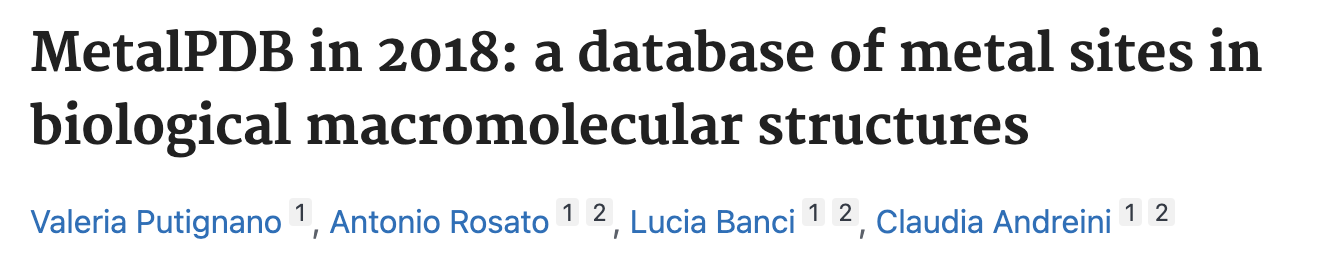 MetalPDB in 2018: a database of metal sites in
biological macromolecular structures
Valeria Putignano 1, Antonio Rosato 1 2, Lucia Banci 1 2, Claudia Andreini 1 2